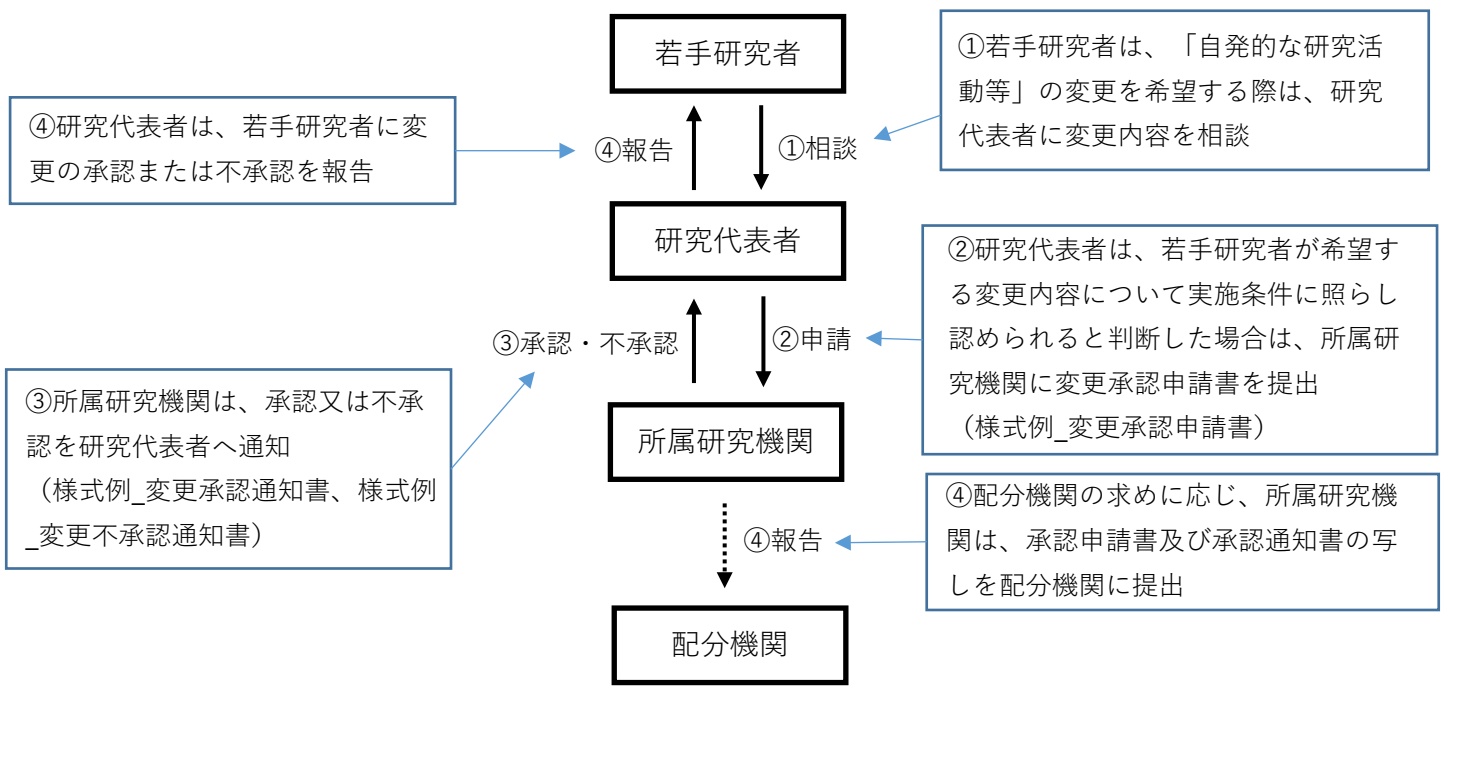 若手研究者
①若手研究者は、「自発的な研究活
動等」の変更を希望する際は、研究
代表者に変更内容を相談
④研究代表者は、若手研究者に変
更の承認または不承認を報告
④報告
①相談
研究代表者
②研究代表者は、若手研究者が希望す
る変更内容について実施条件に照らし
認められると判断した場合は、所属研
究機関に変更承認申請書を提出
（様式例_変更承認申請書）
③承認・不承認
②申請
③所属研究機関は、承認又は不承
認を研究代表者へ通知
（様式例_変更承認通知書、様式例
_変更不承認通知書）
所属研究機関
④配分機関の求めに応じ、所属研究機
関は、承認申請書及び承認通知書の写
しを配分機関に提出
④報告
配分機関